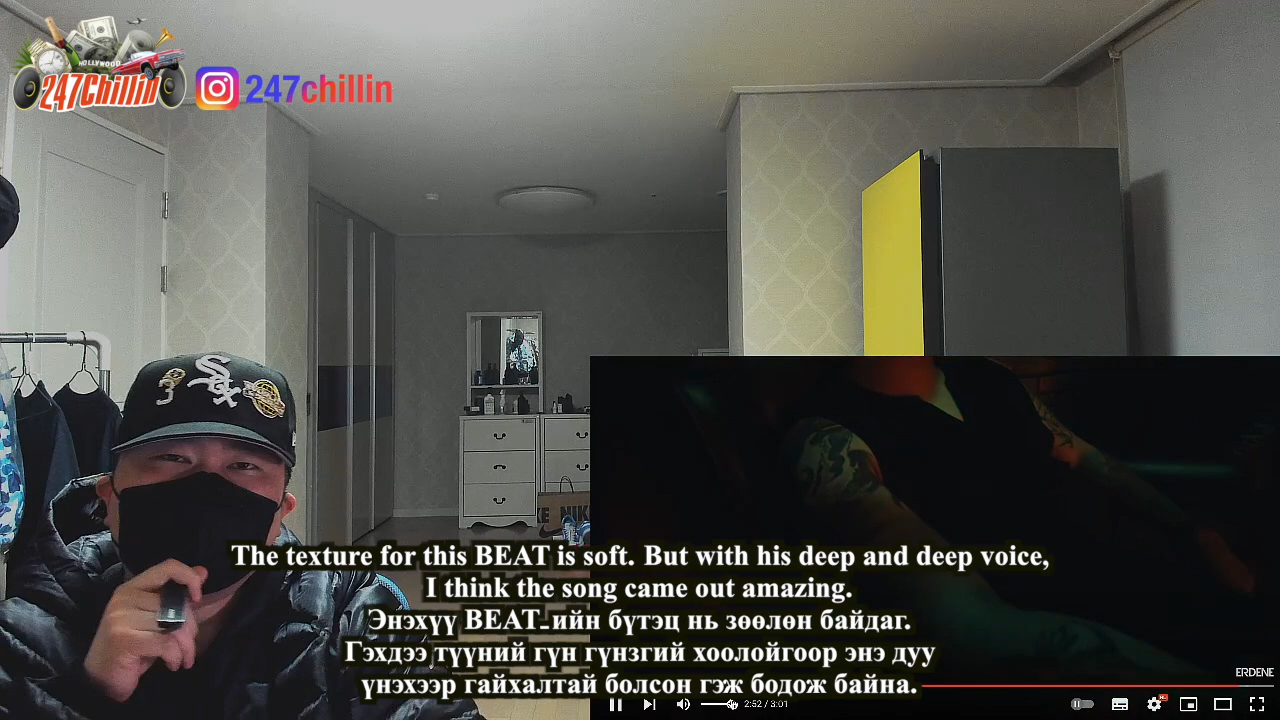 HOLLYWOOD
247Chillin
247chillin
NIKE
The texture for this BEAT is soft. But with his deep and deep voice,
I think the song came out amazing.
Энэхүү BEAT-ийн бүтэц нь зөөлөн байдаг.
Гэхдээ түүний гүн гүнзгий хоолойгоор энэ дуу
үнэхээр гайхалтай болсон гэж бодож байна.
ERDENE
2:52 / 3:01